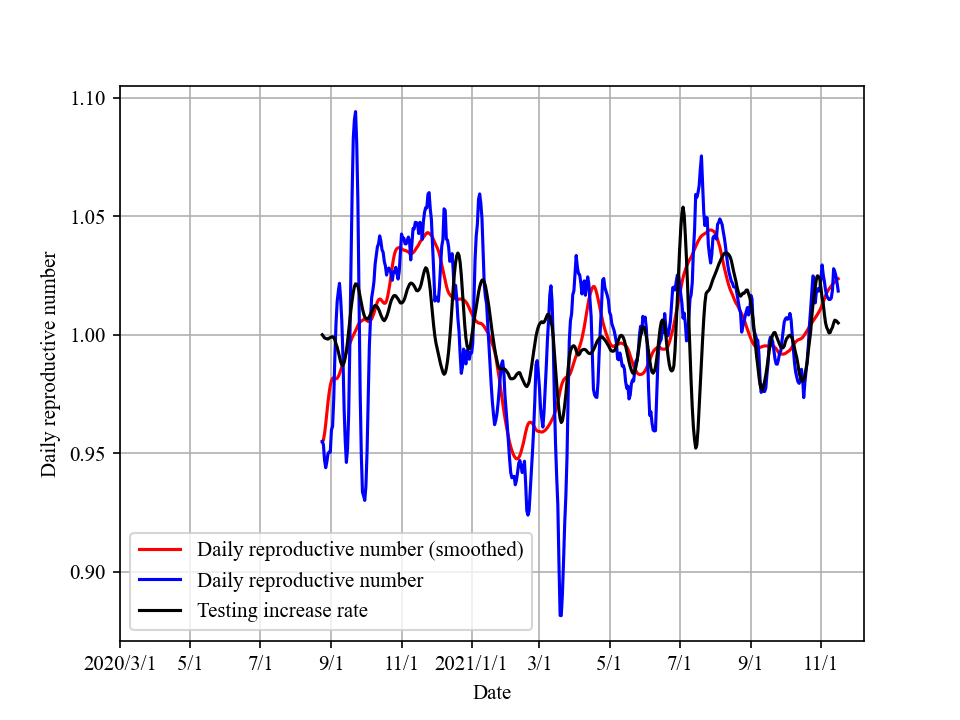 1.10
1.05
1.00
0.95
0.90
Daily reproductive number
Daily reproductive number (smoothed)
Daily reproductive number
Testing increase rate
2020/3/1 5/1 7/1 9/1 11/1 2021/1/1 3/1 5/1 7/1 9/1 11/1
Date